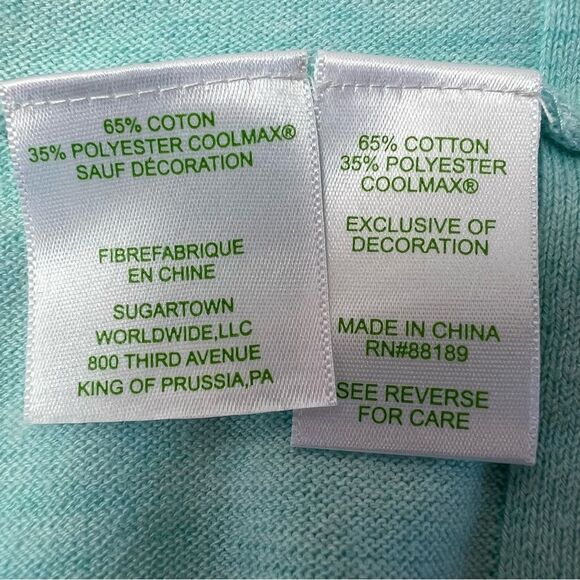 65% COTON
35% POLYESTER COOLMAX®
SAUF DÉCORATION
FIBREFABRIQUE
EN CHINE
SUGARTOWN
WORLDWIDE,LLC
800 THIRD AVENUE
KING OF PRUSSIA,PA
65% COTTON
35% POLYESTER
COOLMAX®
EXCLUSIVE OF
DECORATION
MADE IN CHINA
RN#88189
SEE REVERSE
FOR CARE